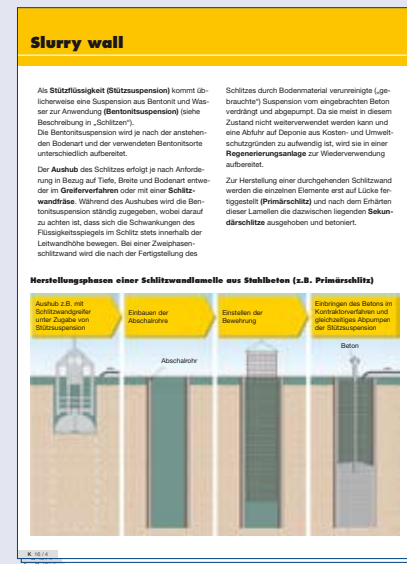 Slurry wall
Als Stützflüssigkeit (Stützsuspension) kommt üb-
licherweise eine Suspension aus Bentonit und Was-
ser zur Anwendung (Bentonitsuspension) (siehe
Beschreibung in „Schlitzen“).
Die Bentonitsuspension wird je nach der anstehen-
den Bodenart und der verwendeten Bentonitsorte
unterschiedlich aufbereitet.
Der Aushub des Schlitzes erfolgt je nach Anforde-
rung in Bezug auf Tiefe, Breite und Bodenart entwe-
der im Greiferverfahren oder mit einer Schlitz-
wandfräse. Während des Aushubes wird die Ben-
tonitsuspension ständig zugegeben, wobei darauf
zu achten ist, dass sich die Schwankungen des
Flüssigkeitsspiegels im Schlitz stets innerhalb der
Leitwandhöhe bewegen. Bei einer Zweiphasen-
schlitzwand wird die nach der Fertigstellung des
Schlitzes durch Bodenmaterial verunreinigte („ge-
brauchte“) Suspension vom eingebrachten Beton
verdrängt und abgepumpt. Da sie meist in diesem
Zustand nicht weiterverwendet werden kann und
eine Abfuhr auf Deponie aus Kosten- und Umwelt-
schutzgründen zu aufwendig ist, wird sie in einer
Regenerierungsanlage zur Wiederverwendung
aufbereitet.
Zur Herstellung einer durchgehenden Schlitzwand
werden die einzelnen Elemente erst auf Lücke fer-
tiggestellt (Primärschlitz) und nach dem Erhärten
dieser Lamellen die dazwischen liegenden Sekun-
därschlitze ausgehoben und betoniert.
Herstellungsphasen einer Schlitzwandlamelle aus Stahlbeton (z.B. Primärschlitz)
Aushub z.B. mit
Schlitzwandgreifer
unter Zugabe von
Stützsuspension
Einbauen der
Abschalrohre
Einstellen der
Bewehrung
Einbringen des Betons im
Kontraktorverfahren und
gleichzeitiges Abpumpen
der Stützsuspension
Abschalrohr
Beton
K 16 / 4